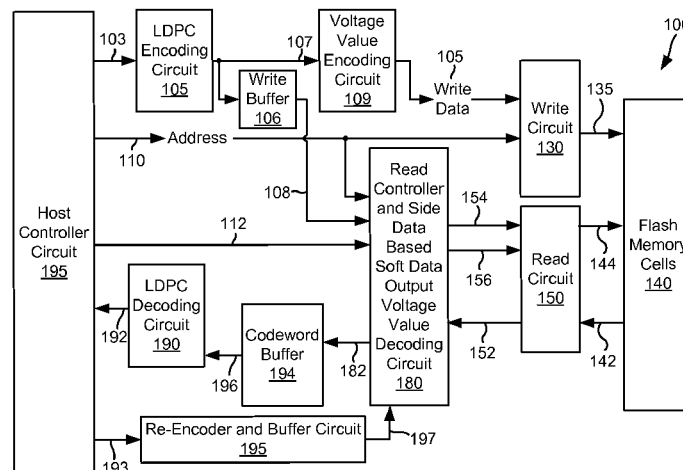 103
LDPC
Encoding
Circuit
105
107
Voltage
Value
Encoding
Circuit
109
105
Write
Data
Write
Buffer
106
110
Address
108
Write
Circuit
130
135
Host
Controller
Circuit
195
112
Read
Controller
and Side
Data
Based
Soft Data
Output
Voltage
Value
Decoding
Circuit
180
154
156
152
Read
Circuit
150
144
142
Flash
Memory
Cells
140
192
LDPC
Decoding
Circuit
190
196
Codeword
Buffer
194
182
193
Re-Encoder and Buffer Circuit
195
197